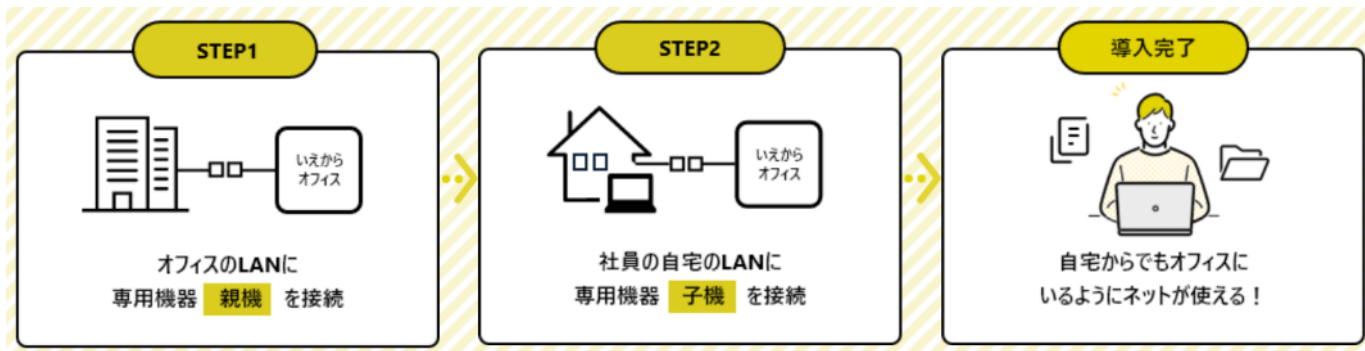 STEP1
いえから
オフィス
オフィスのLANに
専用機器 親機 を接続
STEP2
いえから
オフィス
社員の自宅のLANに
専用機器 子機 を接続
導入完了
自宅からでもオフィスに
いるようにネットが使える！